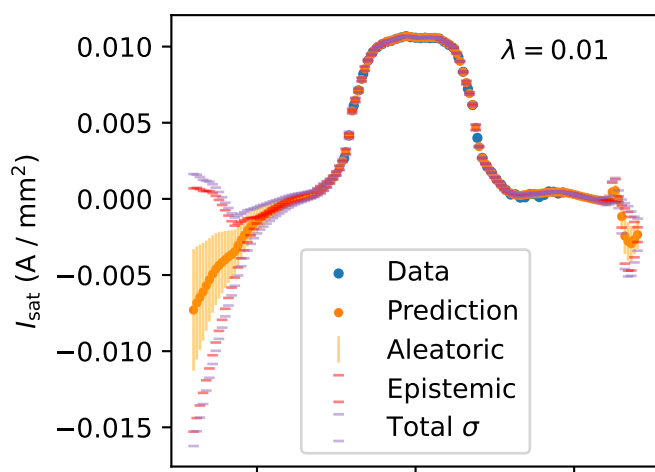 0.010
λ = 0.01
0.005
0.000
−0.005
−0.010
−0.015
I_sat (A / mm²)
Data
Prediction
Aleatoric
Epistemic
Total σ